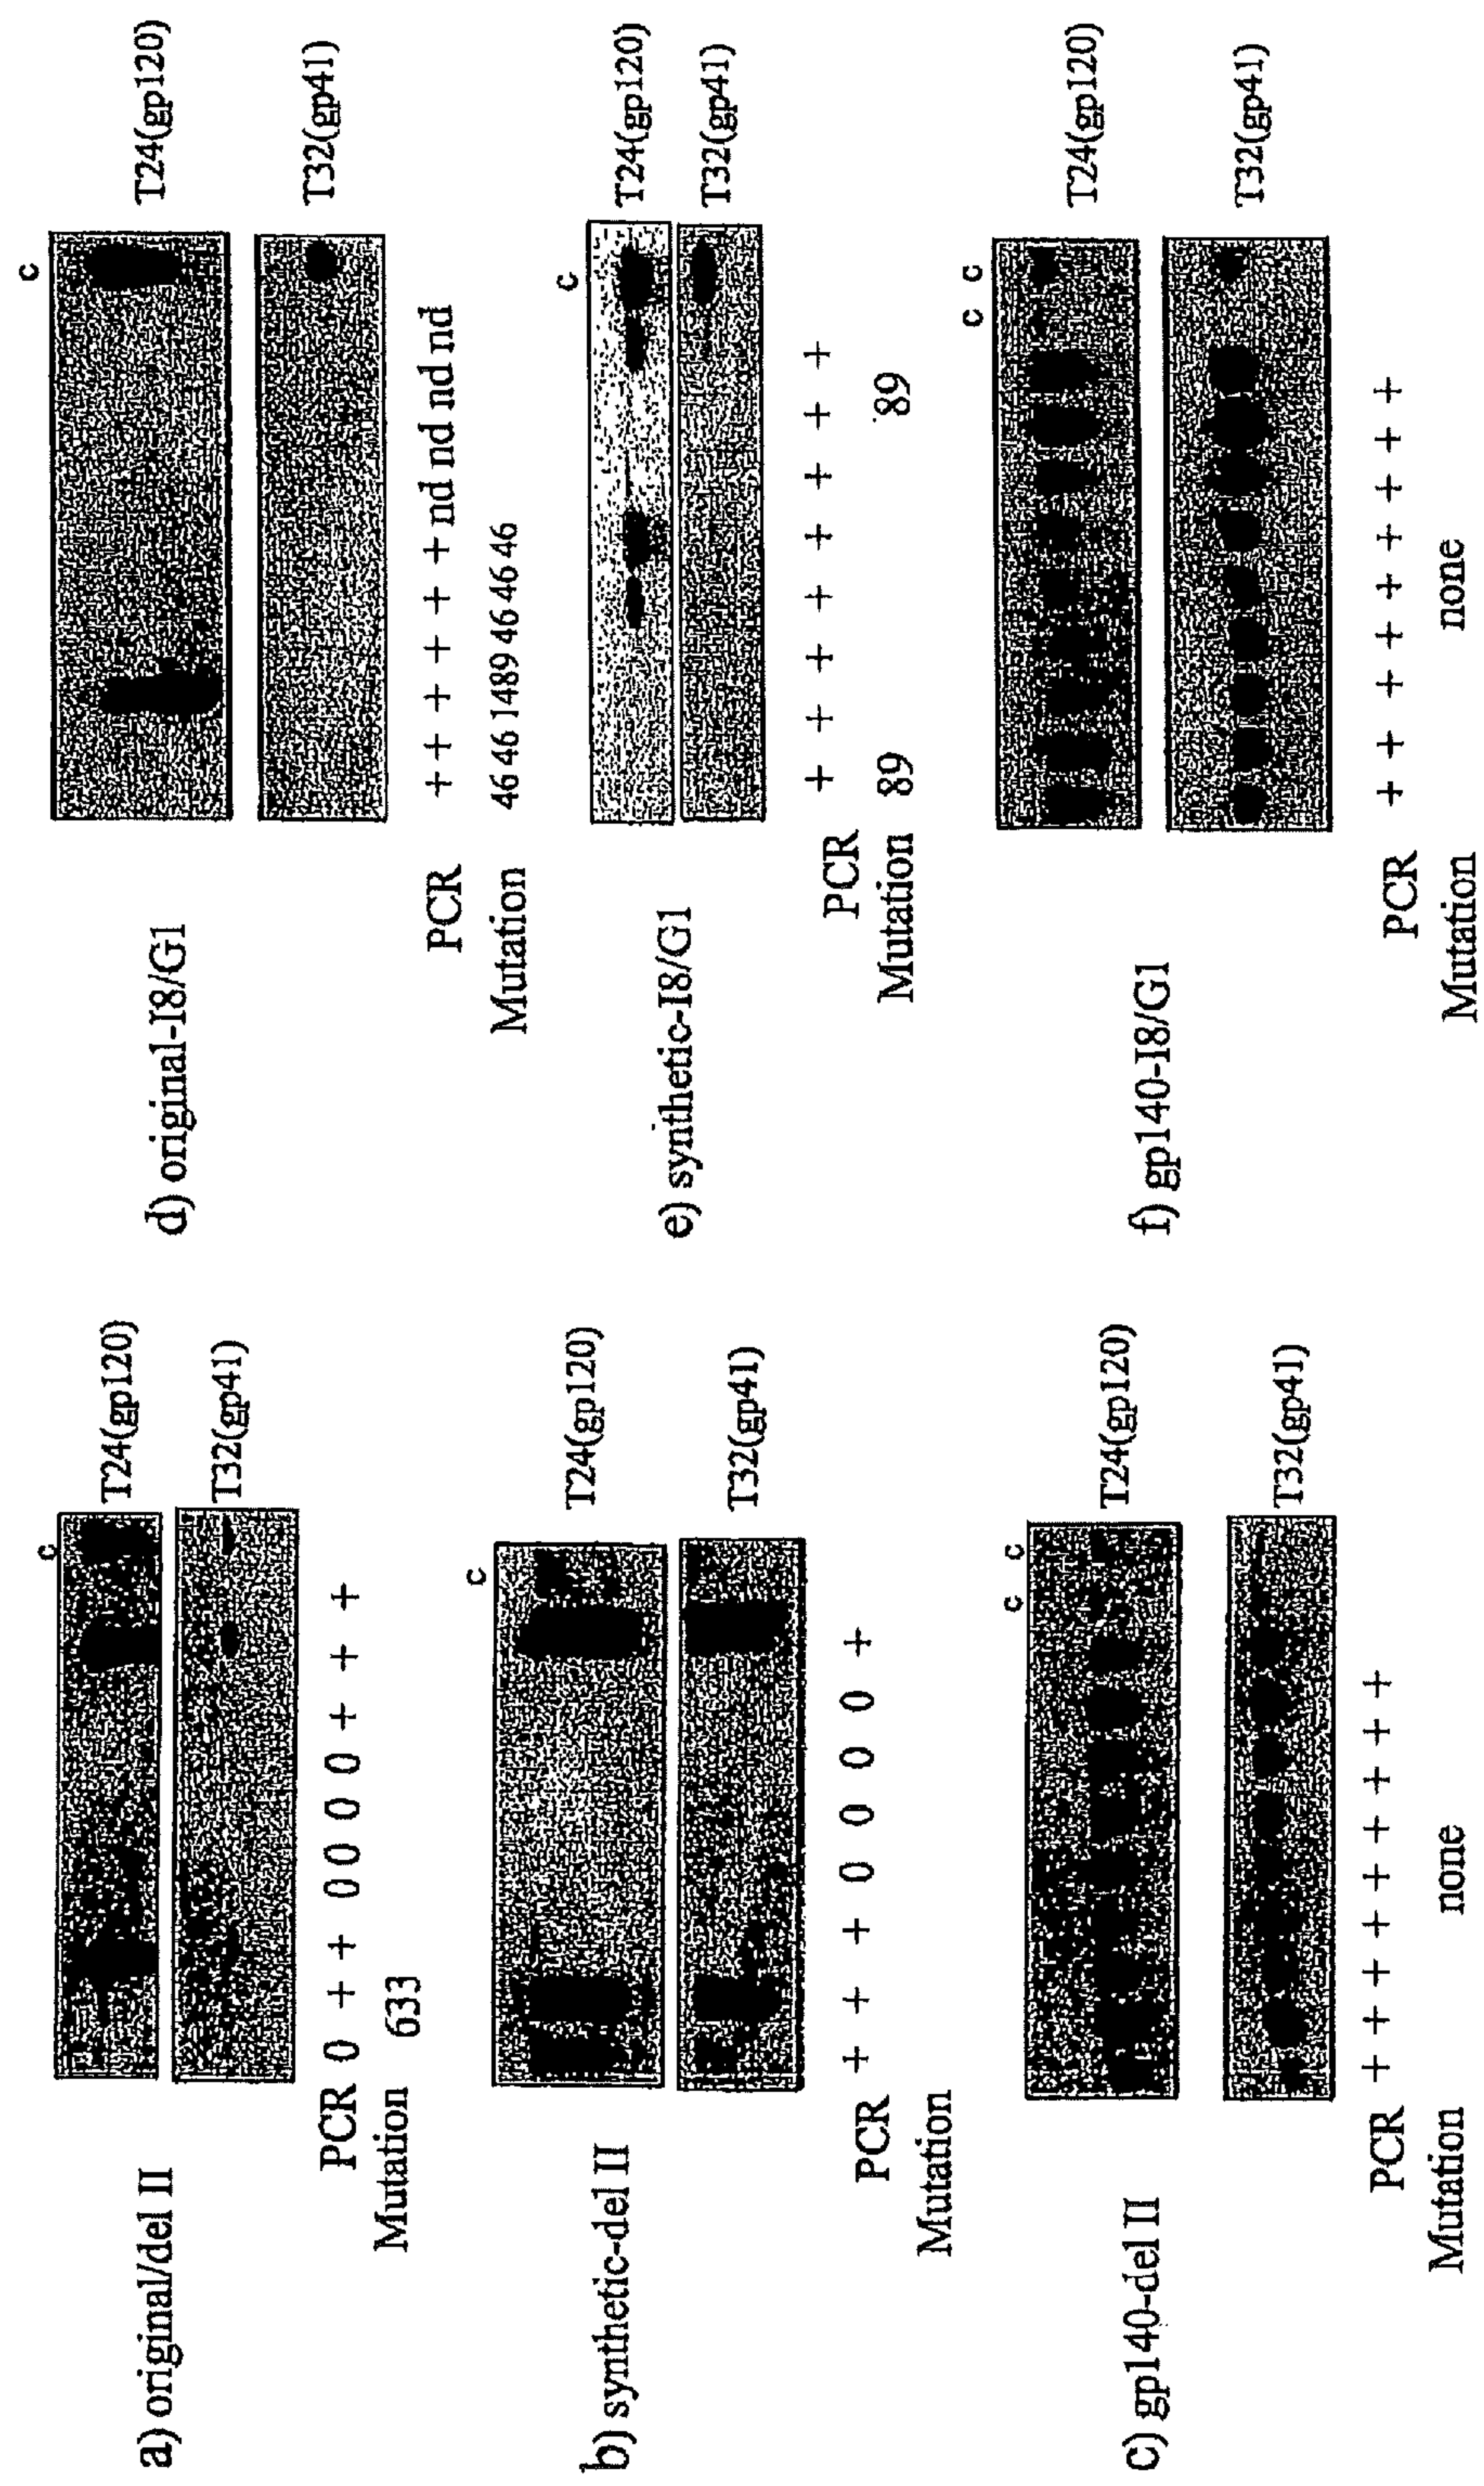 a) original/del II
c
T24(gp120)
T32(gp41)
PCR 0 + + 0 0 0 0 0 + + +
Mutation 633
b) synthetic-del II
c
T24(gp120)
T32(gp41)
PCR + + + 0 0 0 0 +
Mutation
c) gp140-del II
c c
T24(gp120)
T32(gp41)
PCR + + + + + + + +
Mutation none
d) original-I8/G1
c
T24(gp120)
T32(gp41)
PCR + + + + + + nd nd nd nd
Mutation 46 46 1489 46 46 46
e) synthetic-I8/G1
c
T24(gp120)
T32(gp41)
PCR + + + + + + + +
Mutation 89 89
f) gp140-I8/G1
c c
T24(gp120)
T32(gp41)
PCR + + + + + + + + +
Mutation none